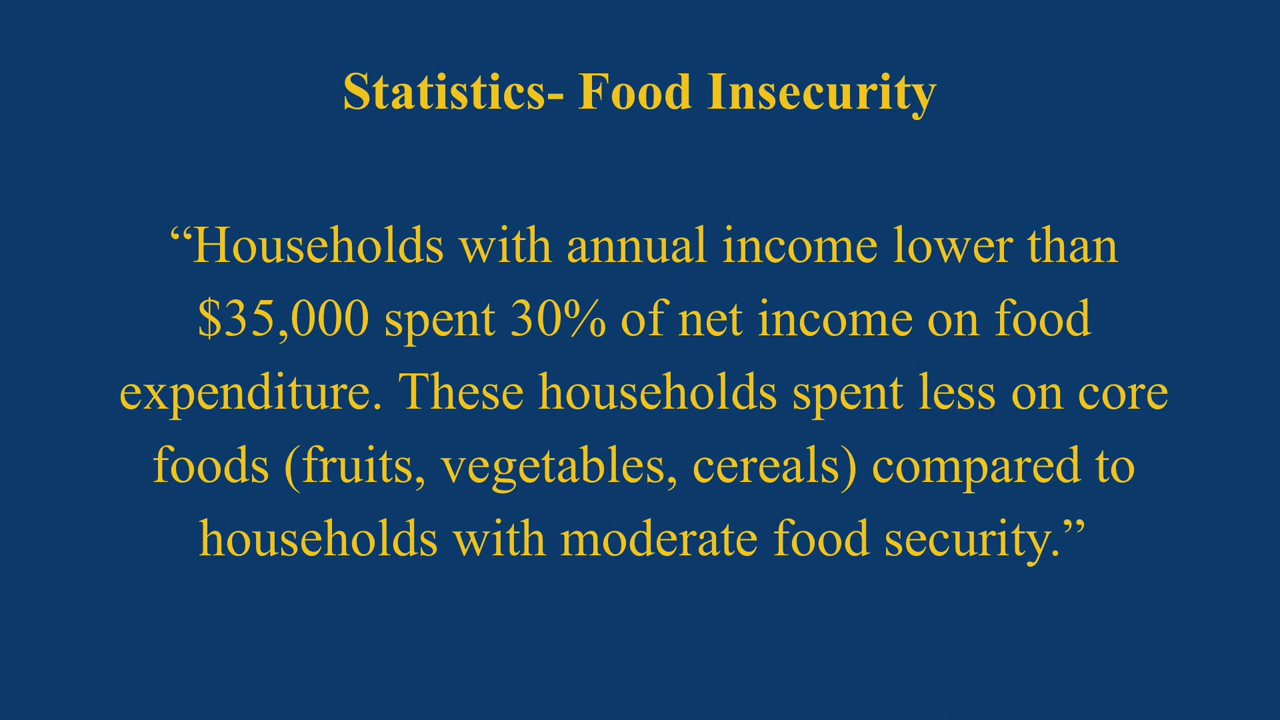 Statistics- Food Insecurity
“Households with annual income lower than
$35,000 spent 30% of net income on food
expenditure. These households spent less on core
foods (fruits, vegetables, cereals) compared to
households with moderate food security.”